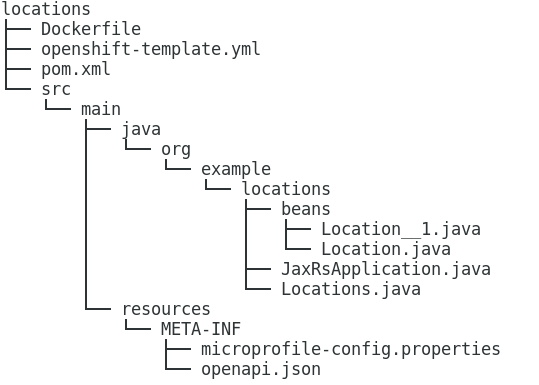 locations
Dockerfile
openshift-template.yml
pom.xml
src
main
java
org
example
locations
beans
Location__1.java
Location.java
JaxRsApplication.java
Locations.java
resources
META-INF
microprofile-config.properties
openapi.json